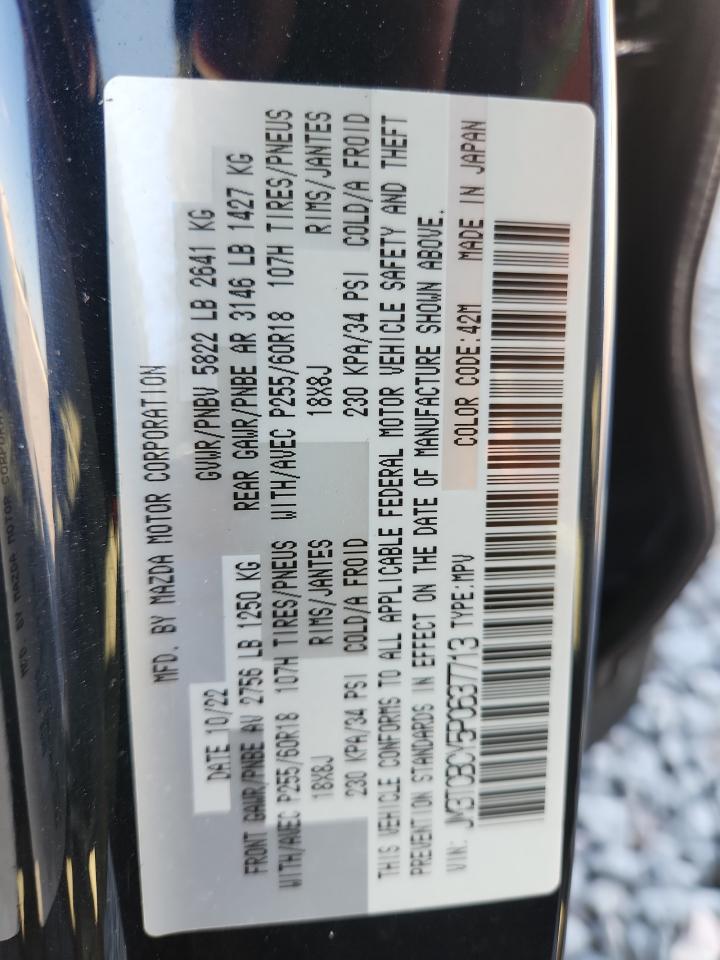 MFD. BY MAZDA MOTOR CORPORATION
DATE 10/22 GVWR/PNBV 5822 LB 2641 KG
FRONT GAWR/PNBE AV 2756 LB 1250 KG REAR GAWR/PNBE AR 3146 LB 1427 KG
WITH/AVEC P255/60R18 107H TIRES/PNEUS WITH/AVEC P255/60R18 107H TIRES/PNEUS
18X8J RIMS/JANTES 18X8J RIMS/JANTES
230 KPA/34 PSI COLD/A FROID 230 KPA/34 PSI COLD/A FROID
THIS VEHICLE CONFORMS TO ALL APPLICABLE FEDERAL MOTOR VEHICLE SAFETY AND THEFT
PREVENTION STANDARDS IN EFFECT ON THE DATE OF MANUFACTURE SHOWN ABOVE.
VIN: JM3TCBCY5P0637713 TYPE:MPV COLOR CODE:42M MADE IN JAPAN